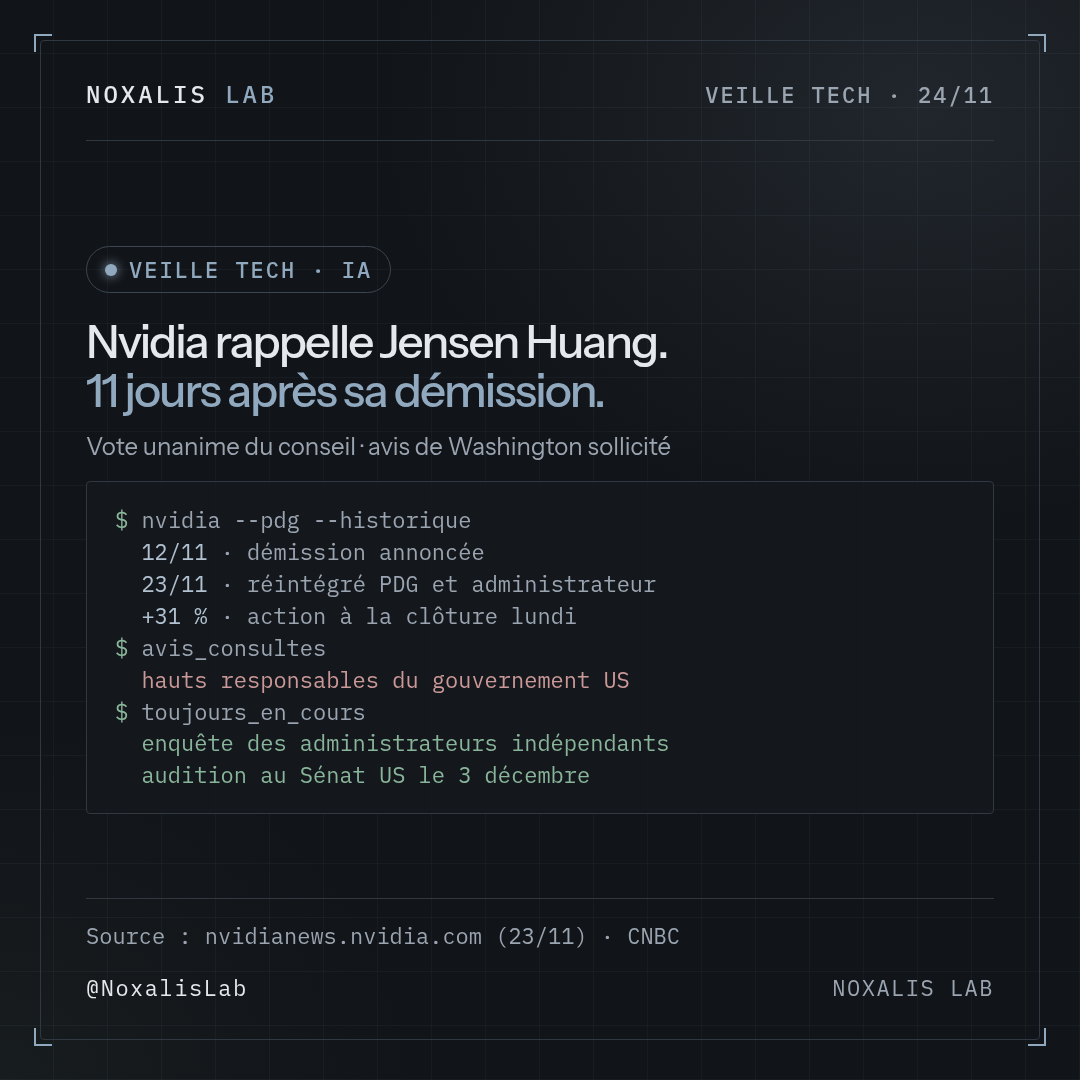 NOXALIS LAB
VEILLE TECH · 24/11
VEILLE TECH · IA
Nvidia rappelle Jensen Huang.
11 jours après sa démission.
Vote unanime du conseil · avis de Washington sollicité
$ nvidia --pdg --historique
12/11 · démission annoncée
23/11 · réintégré PDG et administrateur
+31 % · action à la clôture lundi
$ avis_consultes
hauts responsables du gouvernement US
$ toujours_en_cours
enquête des administrateurs indépendants
audition au Sénat US le 3 décembre
Source : nvidianews.nvidia.com (23/11) · CNBC
@NoxalisLab
NOXALIS LAB